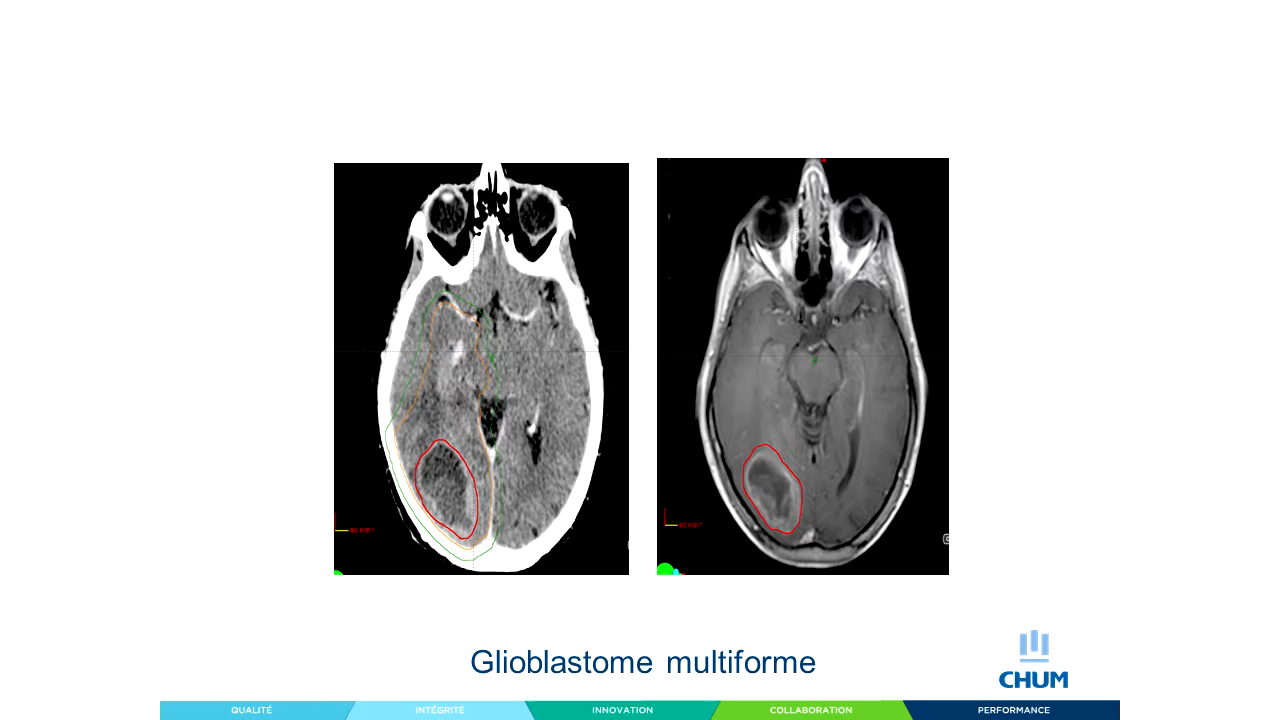 Glioblastome multiforme
CHUM
QUALITÉ
INTÉGRITÉ
INNOVATION
COLLABORATION
PERFORMANCE